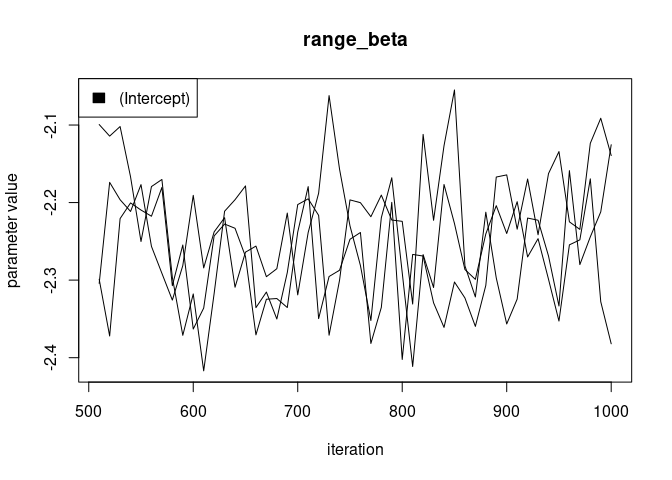 range_beta
(Intercept)
parameter value
-2.1
-2.2
-2.3
-2.4
500 600 700 800 900 1000
iteration